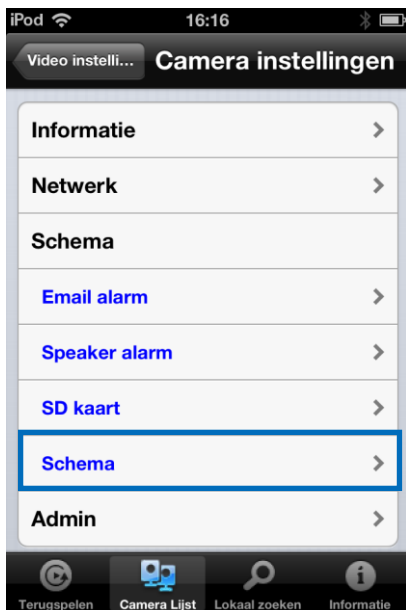 iPod 16:16
Video instelli... Camera instellingen
Informatie
Netwerk
Schema
Email alarm
Speaker alarm
SD kaart
Schema
Admin
Terugspelen Camera Lijst Lokaal zoeken Informatie